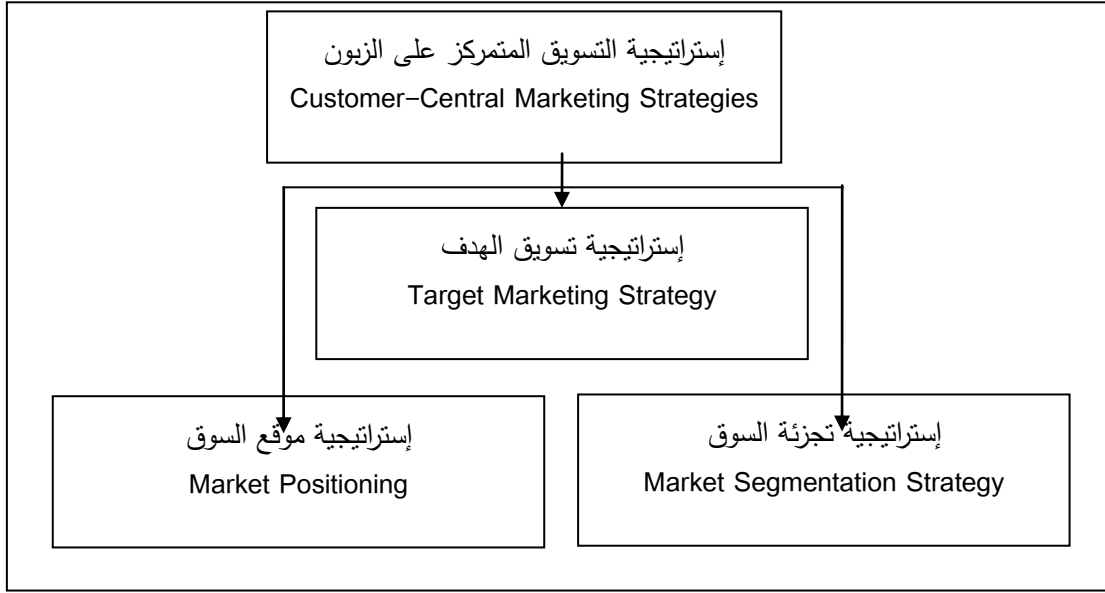 إستراتيجية التسويق المتمركز على الزبون
Customer–Central Marketing Strategies
إستراتيجية تسويق الهدف
Target Marketing Strategy
إستراتيجية تجزئة السوق
Market Segmentation Strategy
إستراتيجية موقع السوق
Market Positioning